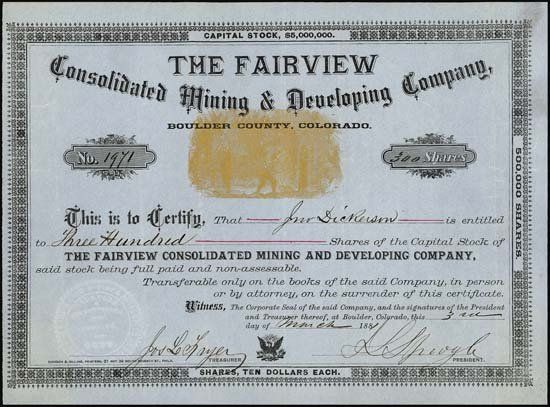 CAPITAL STOCK, $5,000,000.
THE FAIRVIEW
Consolidated Mining & Developing Company,
BOULDER COUNTY, COLORADO.
No. 1971
300 Shares
500,000 SHARES.
This is to Certify, That Jno Dickerson is entitled
to Three Hundred Shares of the Capital Stock of
THE FAIRVIEW CONSOLIDATED MINING AND DEVELOPING COMPANY,
said stock being full paid and non-assessable.
Transferable only on the books of the said Company, in person
or by attorney, on the surrender of this certificate.
Witness, The Corporate Seal of the said Company, and the signatures of the President
and Treasurer thereof, at Boulder, Colorado, this 3rd
day of March 188
TREASURER.
PRESIDENT.
SHARES, TEN DOLLARS EACH.